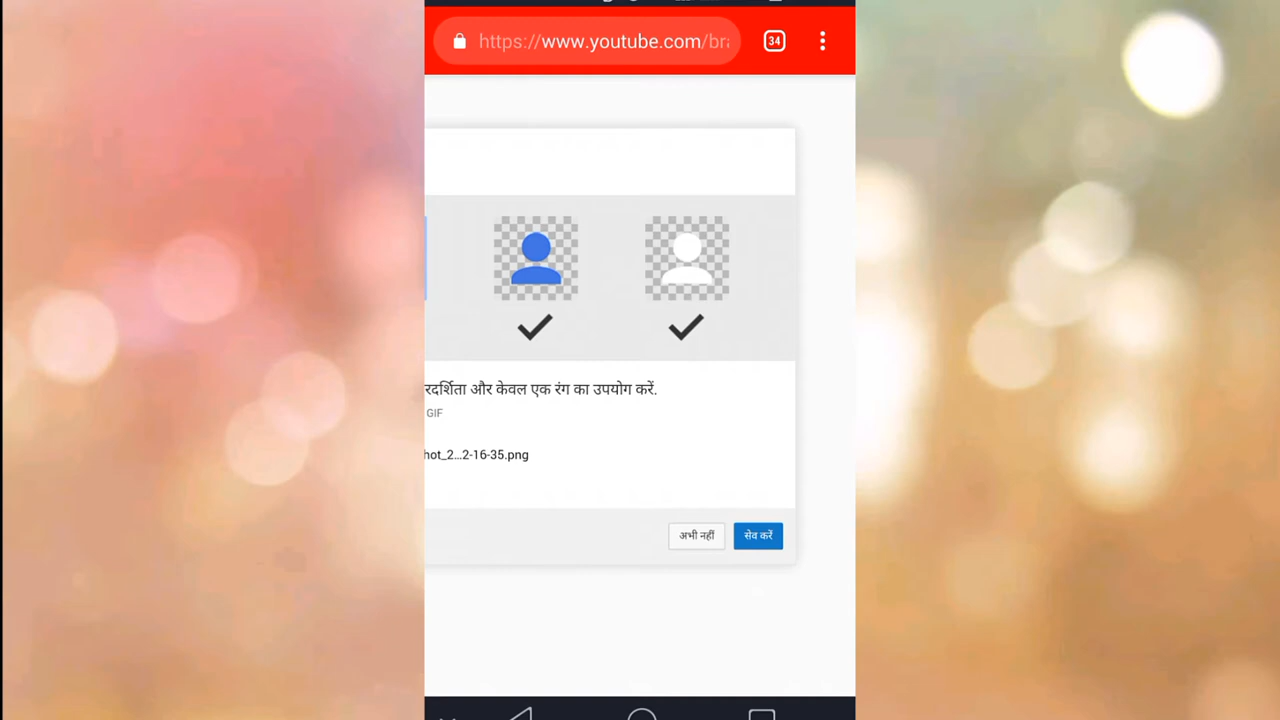 https://www.youtube.com/bra
34
रदर्शिता और केवल एक रंग का उपयोग करें.
GIF
hot_2...2-16-35.png
अभी नहीं
सेव करें